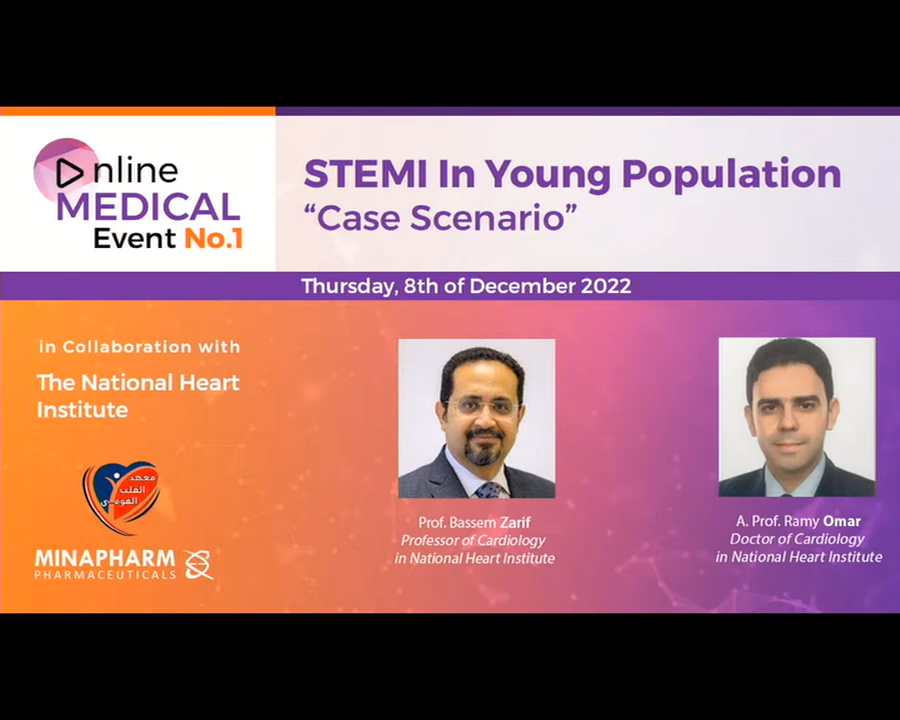 Online
MEDICAL
Event No.1
STEMI In Young Population
“Case Scenario”
Thursday, 8th of December 2022
in Collaboration with
The National Heart
Institute
معهد
القلب
القومي
MINAPHARM
PHARMACEUTICALS
Prof. Bassem Zarif
Professor of Cardiology
in National Heart Institute
A. Prof. Ramy Omar
Doctor of Cardiology
in National Heart Institute